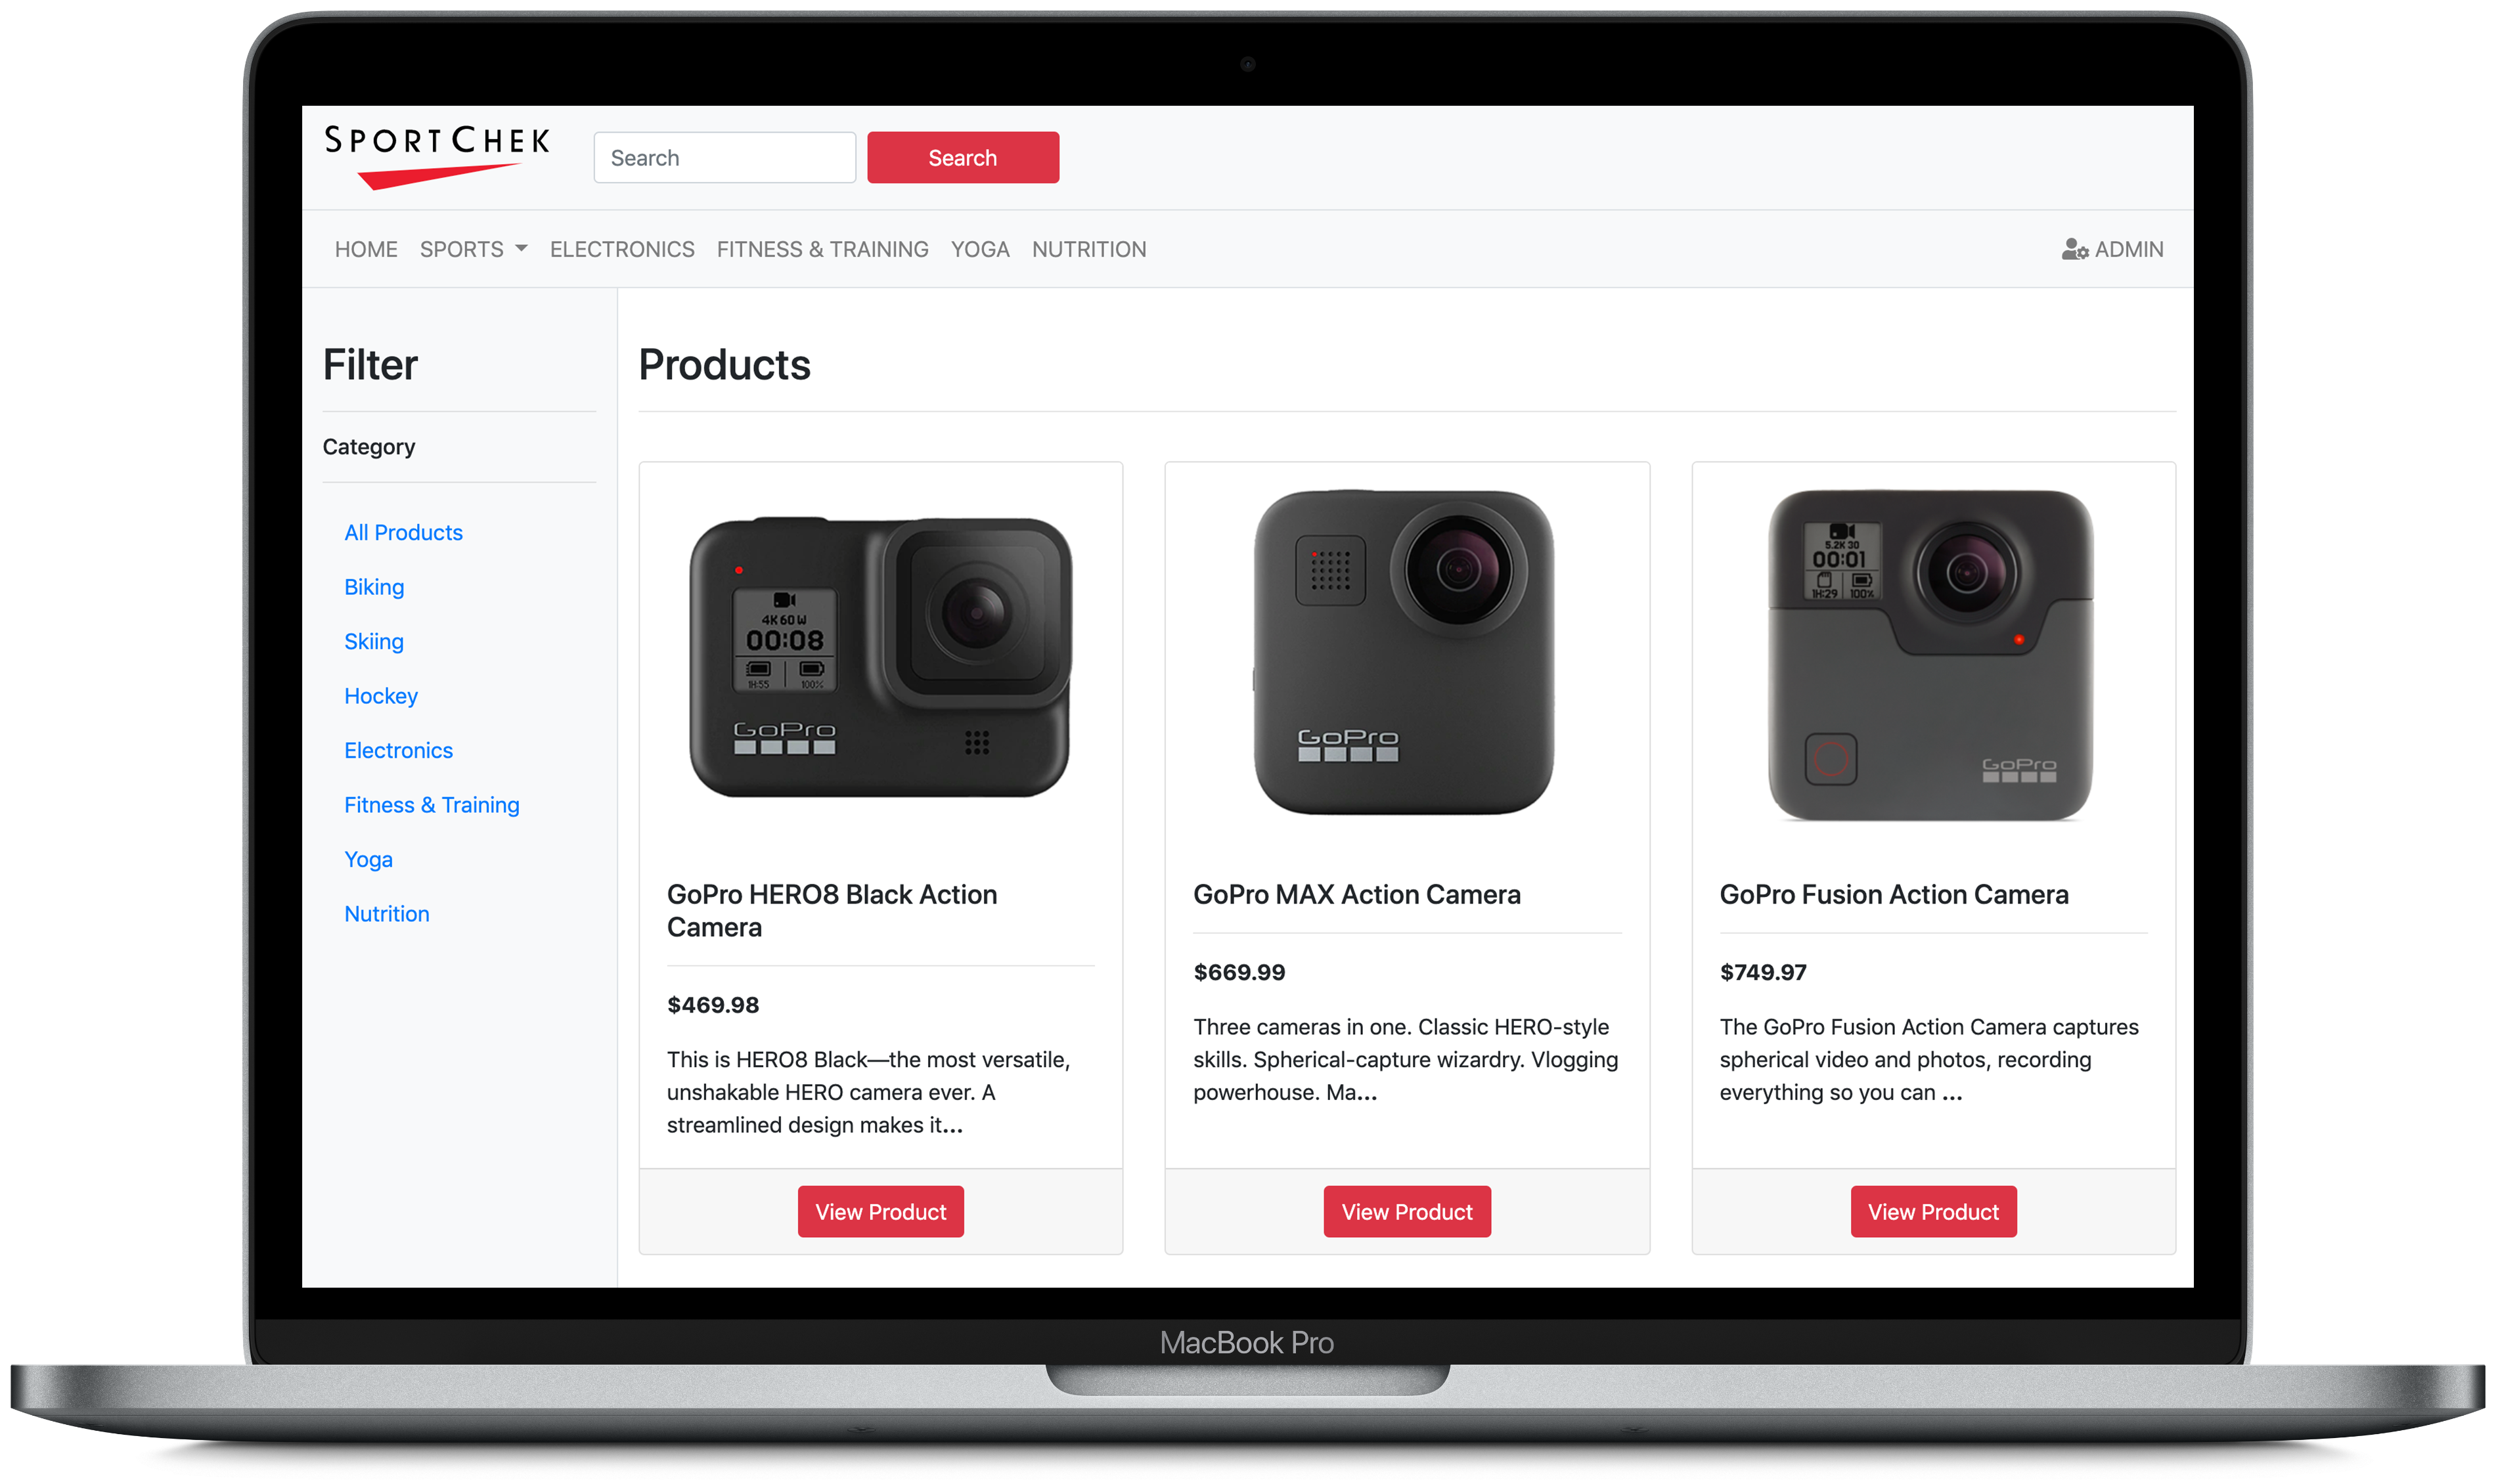 SPORTCHEK
Search
Search
HOME SPORTS ELECTRONICS FITNESS & TRAINING YOGA NUTRITION ADMIN
Filter
Category
All Products
Biking
Skiing
Hockey
Electronics
Fitness & Training
Yoga
Nutrition
Products
4K 60 W
00:08
1H:55 100%
GoPro
GoPro HERO8 Black Action
Camera
$469.98
This is HERO8 Black—the most versatile,
unshakable HERO camera ever. A
streamlined design makes it...
View Product
GoPro
GoPro MAX Action Camera
$669.99
Three cameras in one. Classic HERO-style
skills. Spherical-capture wizardry. Vlogging
powerhouse. Ma...
View Product
5.2K 30
00:01
1H:29 100%
GoPro
GoPro Fusion Action Camera
$749.97
The GoPro Fusion Action Camera captures
spherical video and photos, recording
everything so you can ...
View Product
MacBook Pro